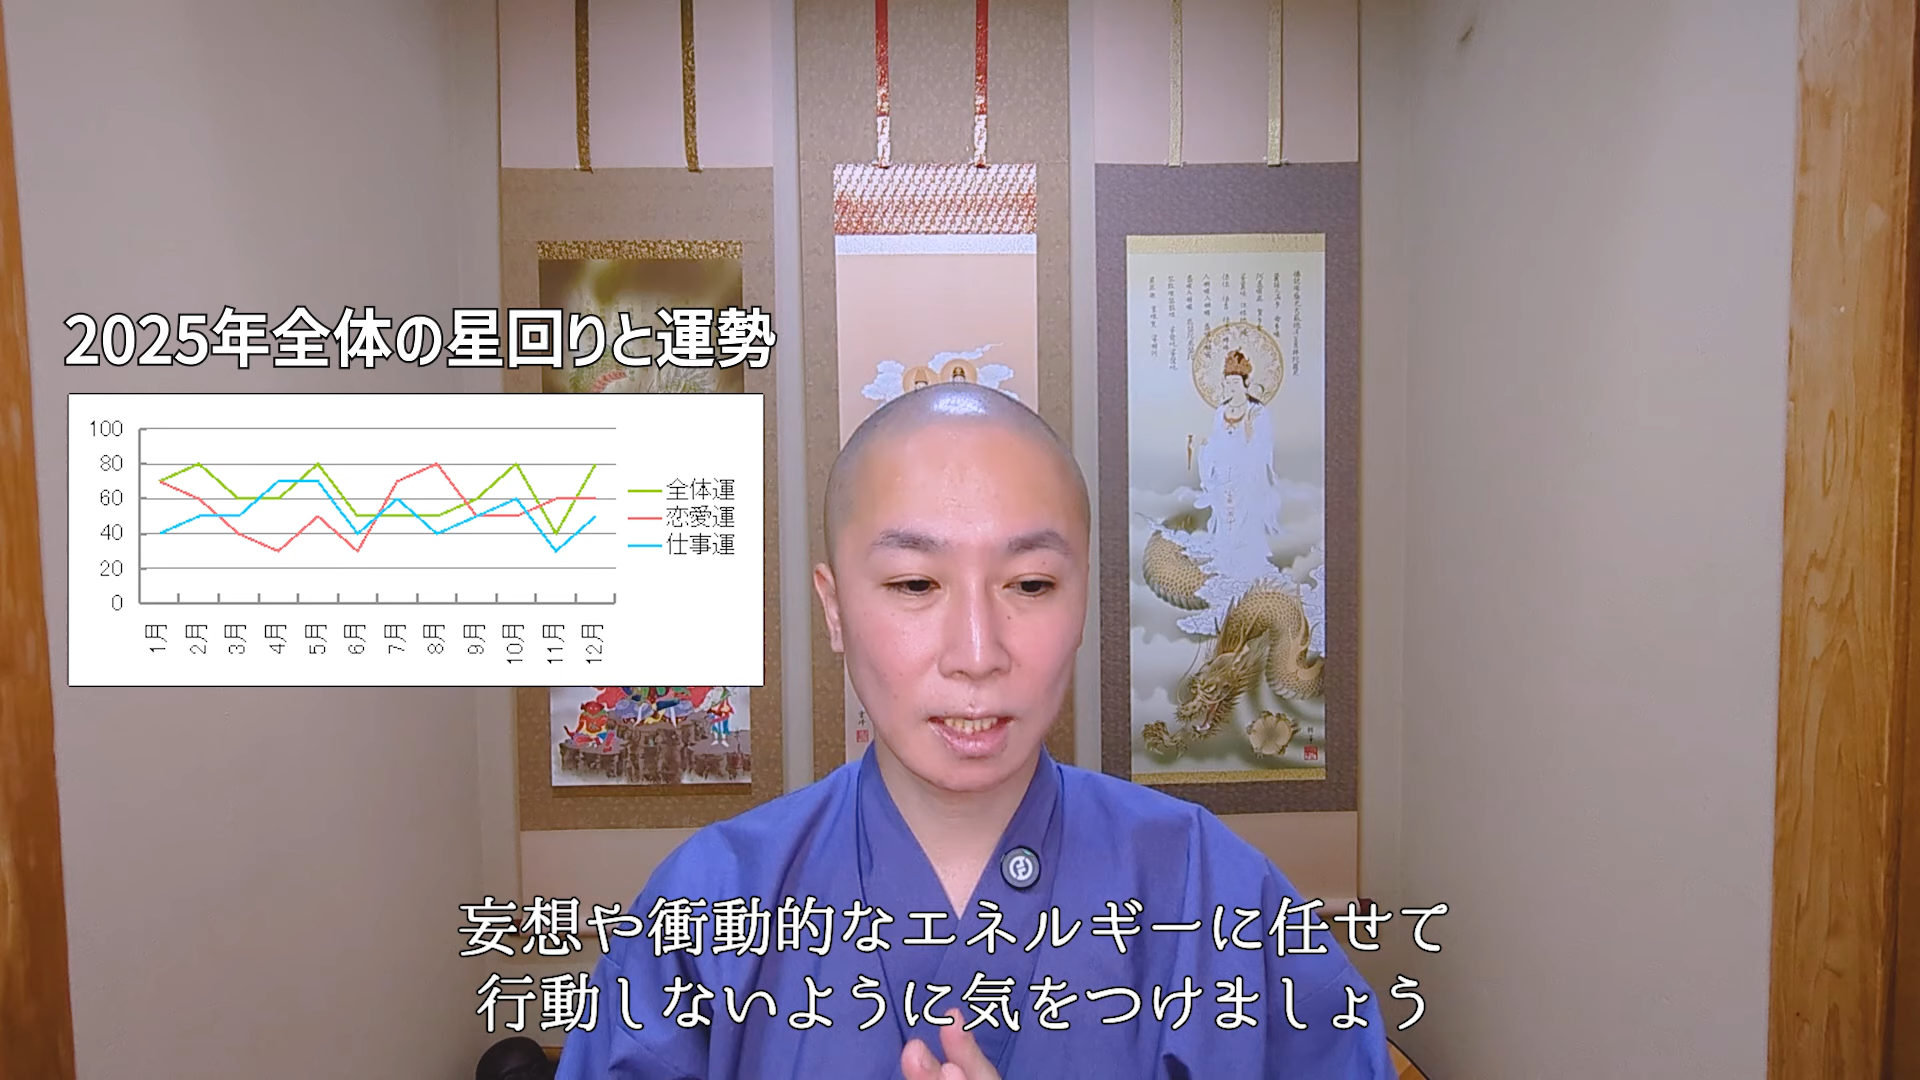 2025年全体の星回りと運勢
100
80
60
40
20
0
1月
2月
3月
4月
5月
6月
7月
8月
9月
10月
11月
12月
全体運
恋愛運
仕事運
妄想や衝動的なエネルギーに任せて
行動しないように気をつけましょう